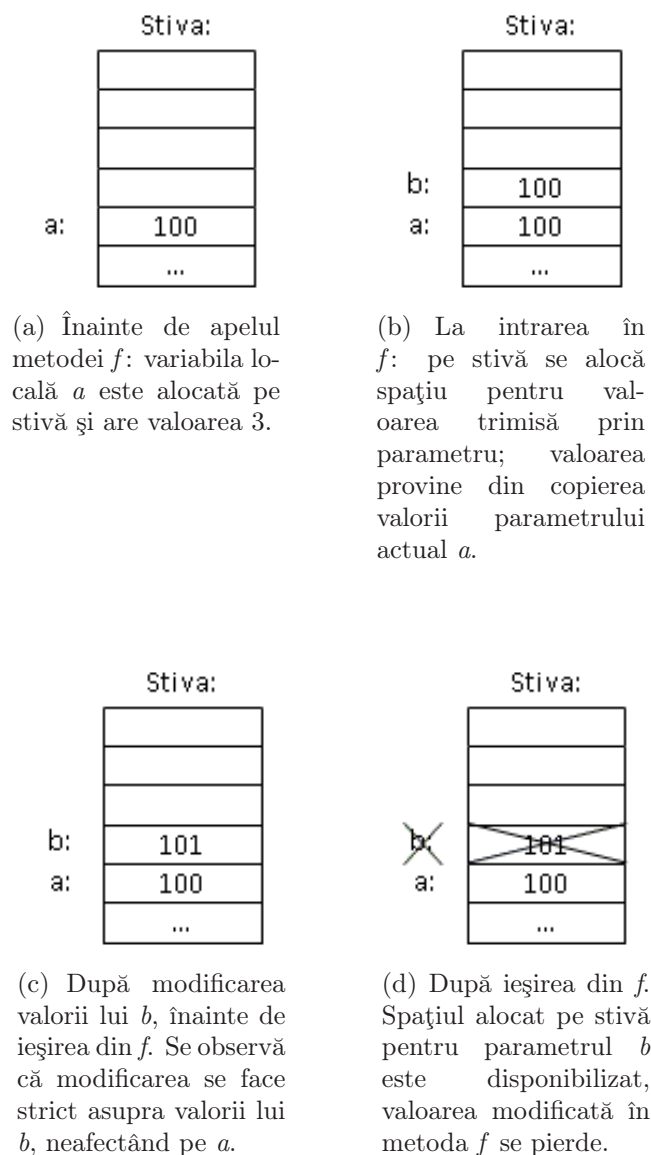 Stiva:
a:
100
...
(a) Înainte de apelul
metodei f: variabila lo-
cală a este alocată pe
stivă şi are valoarea 3.
Stiva:
b:
100
a:
100
...
(b) La intrarea în
f: pe stivă se alocă
spaţiu pentru val-
oarea trimisă prin
parametru; valoarea
provine din copierea
valorii parametrului
actual a.
Stiva:
b:
101
a:
100
...
(c) După modificarea
valorii lui b, înainte de
ieşirea din f. Se observă
că modificarea se face
strict asupra valorii lui
b, neafectând pe a.
Stiva:
b:
101
a:
100
...
(d) După ieşirea din f.
Spaţiul alocat pe stivă
pentru parametrul b
este disponibilizat,
valoarea modificată în
metoda f se pierde.